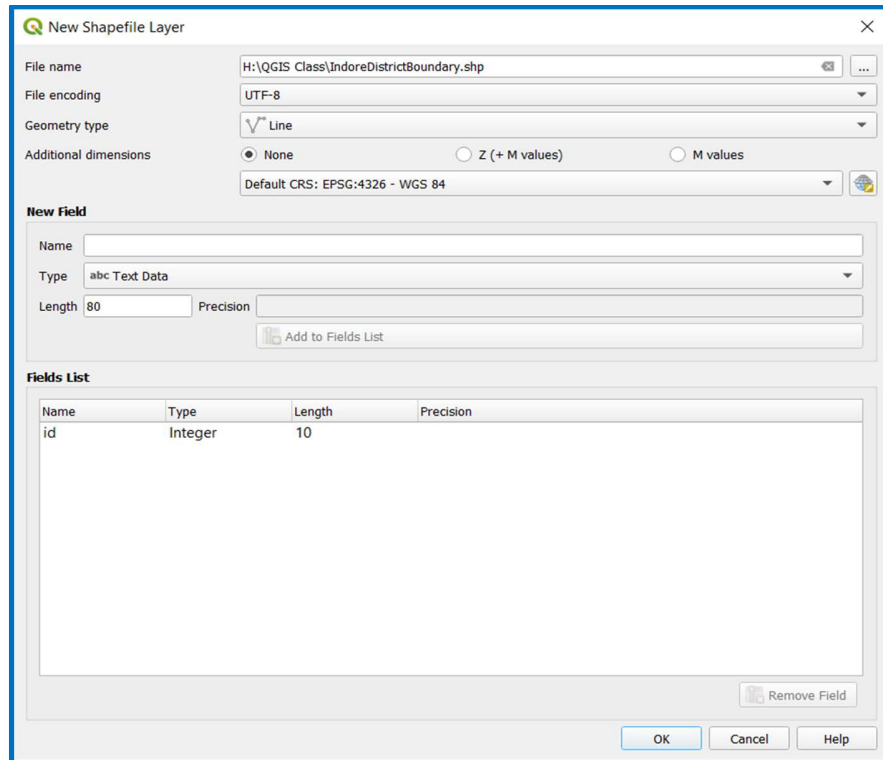 New Shapefile Layer
File name H:\QGIS Class\IndoreDistrictBoundary.shp ...
File encoding UTF-8
Geometry type Line
Additional dimensions None Z (+ M values) M values
Default CRS: EPSG:4326 - WGS 84
New Field
Name
Type abc Text Data
Length 80 Precision
Add to Fields List
Fields List
Name Type Length Precision
id Integer 10
Remove Field
OK Cancel Help